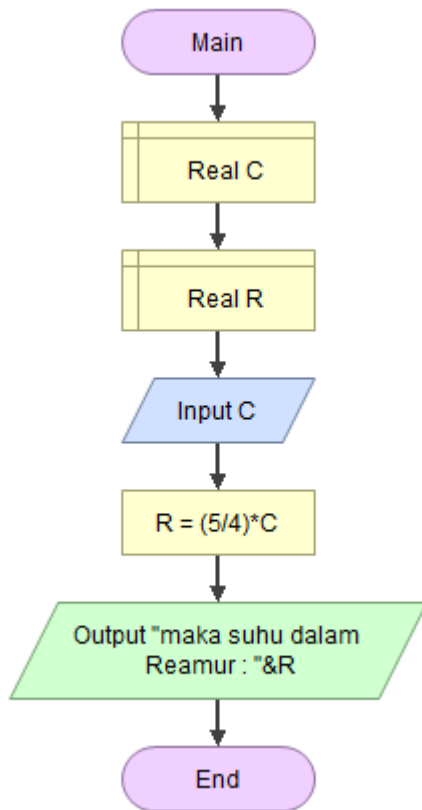 Main
Real C
Real R
Input C
R = (5/4)*C
Output "maka suhu dalam
Reamur : "&R
End